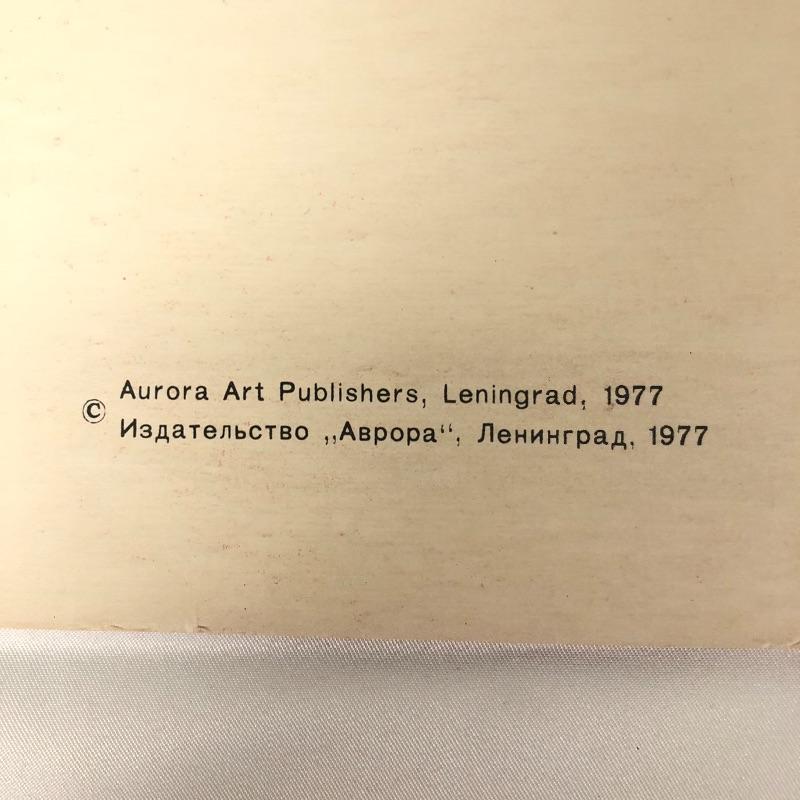 © Aurora Art Publishers, Leningrad, 1977
Издательство „Аврора“, Ленинград, 1977